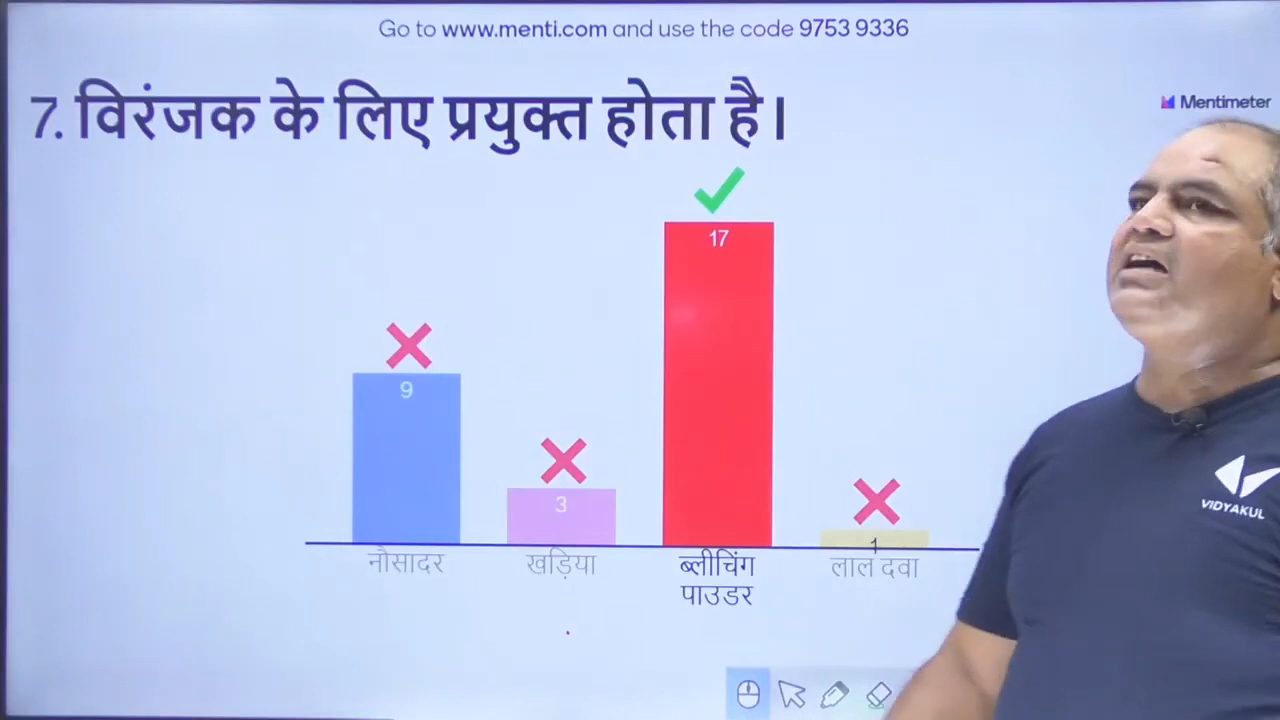 Go to www.menti.com and use the code 9753 9336
Mentimeter
7. विरंजक के लिए प्रयुक्त होता है।
17
9
3
1
नौसादर
खड़िया
ब्लीचिंग
पाउडर
लाल दवा
VIDYAKUL